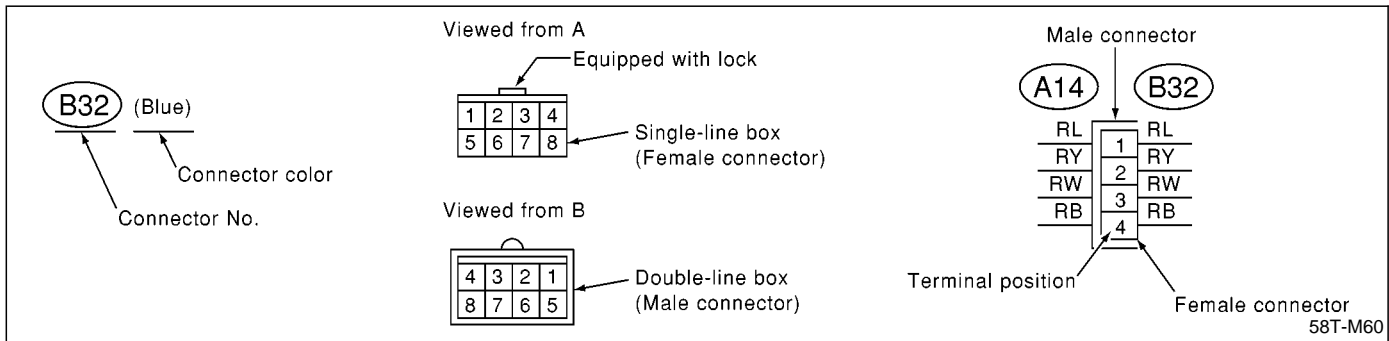 B32 (Blue)
Connector color
Connector No.
Viewed from A
Equipped with lock
1 2 3 4
5 6 7 8
Single-line box
(Female connector)
Viewed from B
4 3 2 1
8 7 6 5
Double-line box
(Male connector)
Male connector
A14 B32
RL 1 RL
RY 2 RY
RW 3 RW
RB 4 RB
Terminal position
Female connector
58T-M60